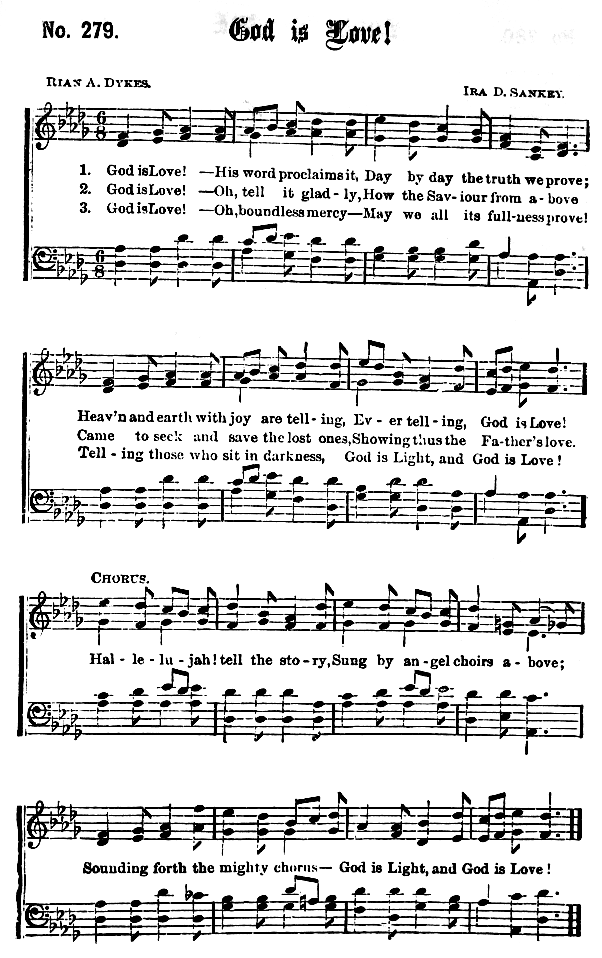 No. 279. God is Love!
RIAN A. DYKES.
IRA D. SANKEY.
1. God is Love! —His word proclaims it, Day by day the truth we prove;
2. God is Love! —Oh, tell it glad-ly, How the Sav-iour from a-bove
3. God is Love! —Oh, boundless mercy—May we all its full-ness prove!
Heav'n and earth with joy are tell-ing, Ev-er tell-ing, God is Love!
Came to seek and save the lost ones, Showing thus the Fa-ther's love.
Tell-ing those who sit in darkness, God is Light, and God is Love!
CHORUS.
Hal-le-lu-jah! tell the sto-ry, Sung by an-gel choirs a-bove;
Sounding forth the mighty chorus— God is Light, and God is Love!